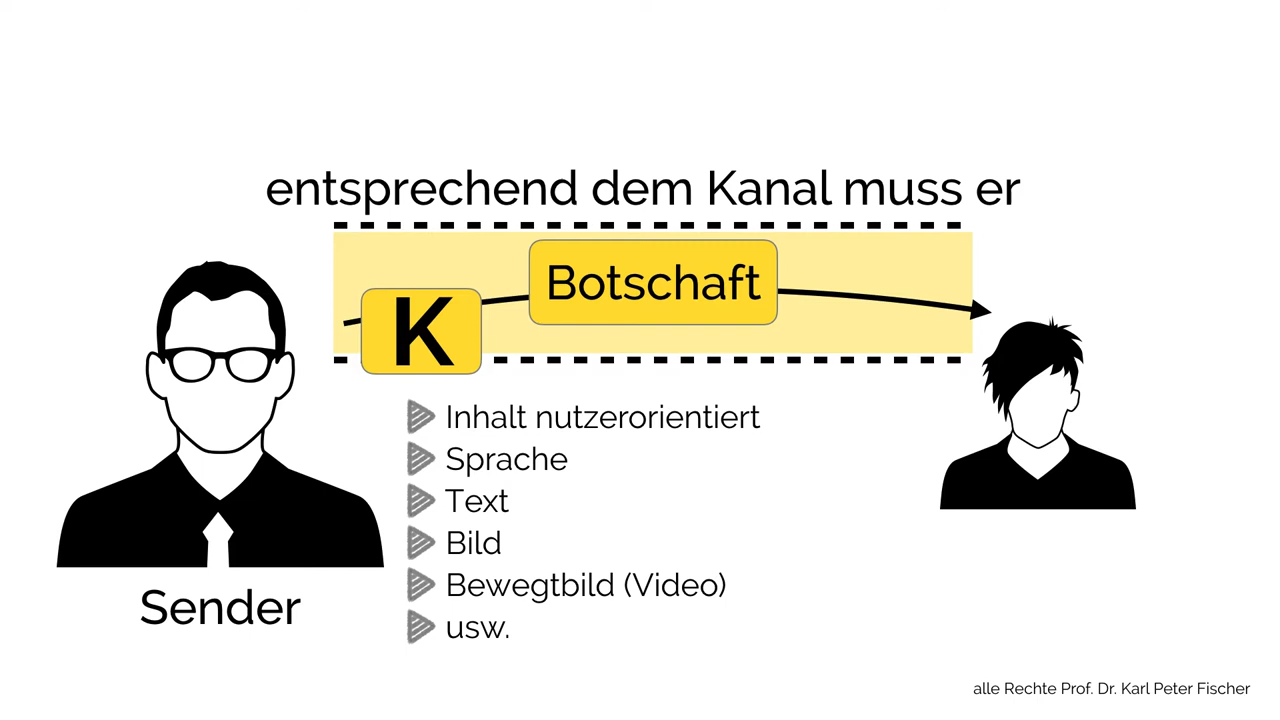 entsprechend dem Kanal muss er
Botschaft
K
Inhalt nutzerorientiert
Sprache
Text
Bild
Bewegtbild (Video)
usw.
Sender
alle Rechte Prof. Dr. Karl Peter Fischer